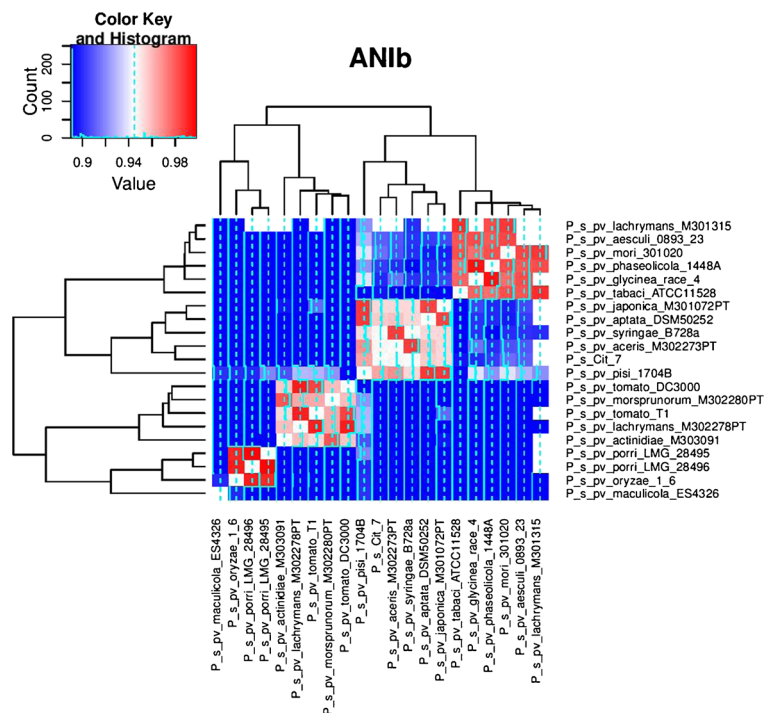 Color Key
and Histogram
ANIb
Count
0
100
200
0.9
0.94
0.98
Value
P_s_pv_lachrymans_M301315
P_s_pv_aesculi_0893_23
P_s_pv_mori_301020
P_s_pv_phaseolicola_1448A
P_s_pv_glycinea_race_4
P_s_pv_tabaci_ATCC11528
P_s_pv_japonica_M301072PT
P_s_pv_aptata_DSM50252
P_s_pv_syringae_B728a
P_s_pv_aceris_M302273PT
P_s_Cit_7
P_s_pv_pisi_1704B
P_s_pv_tomato_DC3000
P_s_pv_morsprunorum_M302280PT
P_s_pv_tomato_T1
P_s_pv_lachrymans_M302278PT
P_s_pv_actinidiae_M303091
P_s_pv_porri_LMG_28495
P_s_pv_porri_LMG_28496
P_s_pv_oryzae_1_6
P_s_pv_maculicola_ES4326
P_s_pv_maculicola_ES4326
P_s_pv_oryzae_1_6
P_s_pv_porri_LMG_28496
P_s_pv_porri_LMG_28495
P_s_pv_actinidiae_M303091
P_s_pv_lachrymans_M302278PT
P_s_pv_tomato_T1
P_s_pv_morsprunorum_M302280PT
P_s_pv_tomato_DC3000
P_s_pv_pisi_1704B
P_s_Cit_7
P_s_pv_aceris_M302273PT
P_s_pv_syringae_B728a
P_s_pv_aptata_DSM50252
P_s_pv_japonica_M301072PT
P_s_pv_tabaci_ATCC11528
P_s_pv_glycinea_race_4
P_s_pv_phaseolicola_1448A
P_s_pv_mori_301020
P_s_pv_aesculi_0893_23
P_s_pv_lachrymans_M301315